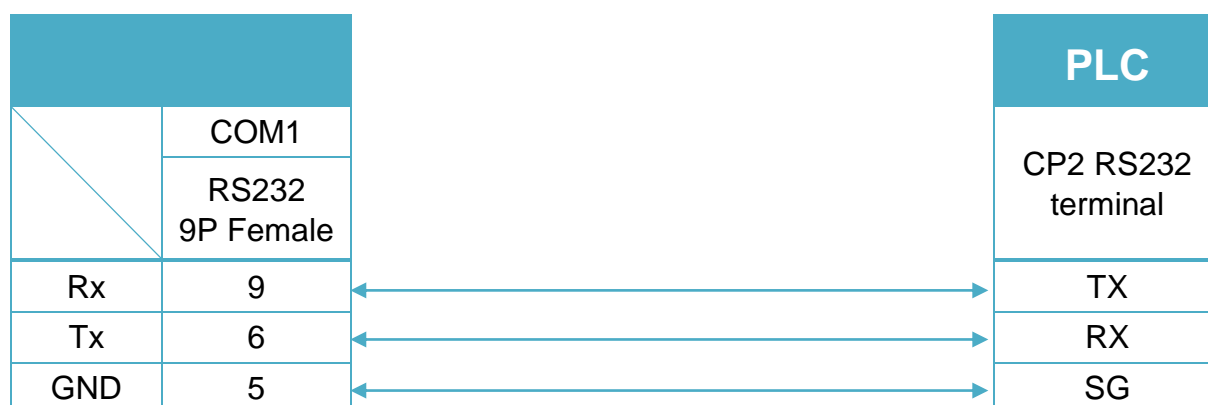 PLC
COM1
RS232
9P Female
CP2 RS232
terminal
Rx 9 TX
Tx 6 RX
GND 5 SG